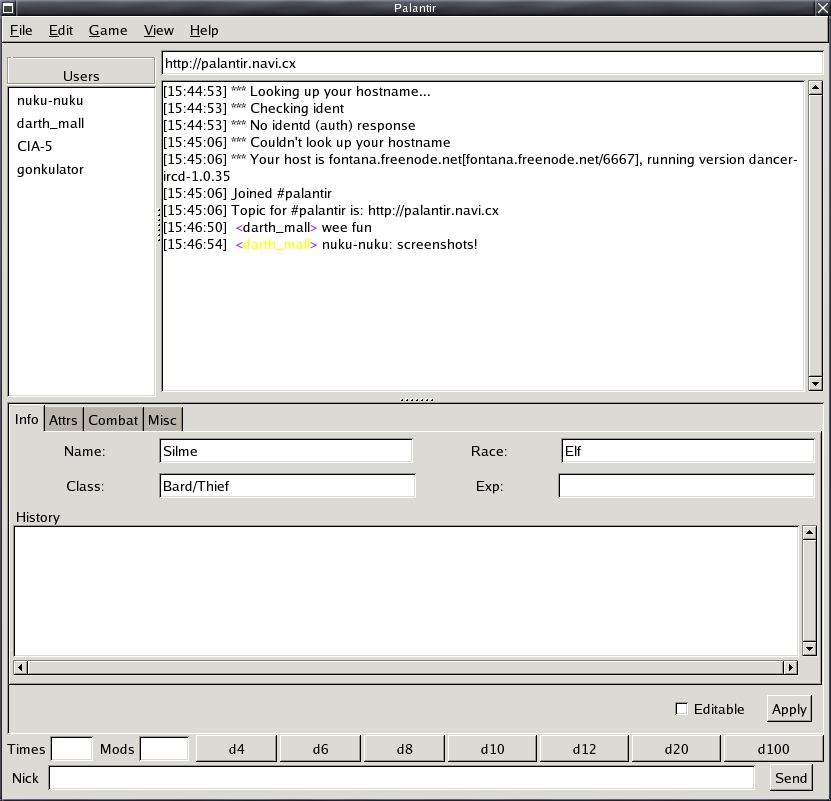 Palantir
File Edit Game View Help
Users
http://palantir.navi.cx
nuku-nuku
darth_mall
CIA-5
gonkulator
[15:44:53] *** Looking up your hostname...
[15:44:53] *** Checking ident
[15:44:53] *** No identd (auth) response
[15:45:06] *** Couldn't look up your hostname
[15:45:06] *** Your host is fontana.freenode.net[fontana.freenode.net/6667], running version dancer-
ircd-1.0.35
[15:45:06] Joined #palantir
[15:45:06] Topic for #palantir is: http://palantir.navi.cx
[15:46:50] <darth_mall> wee fun
[15:46:54] <darth_mall> nuku-nuku: screenshots!
Info Attrs Combat Misc
Name: Silme Race: Elf
Class: Bard/Thief Exp:
History
Editable Apply
Times Mods d4 d6 d8 d10 d12 d20 d100
Nick Send